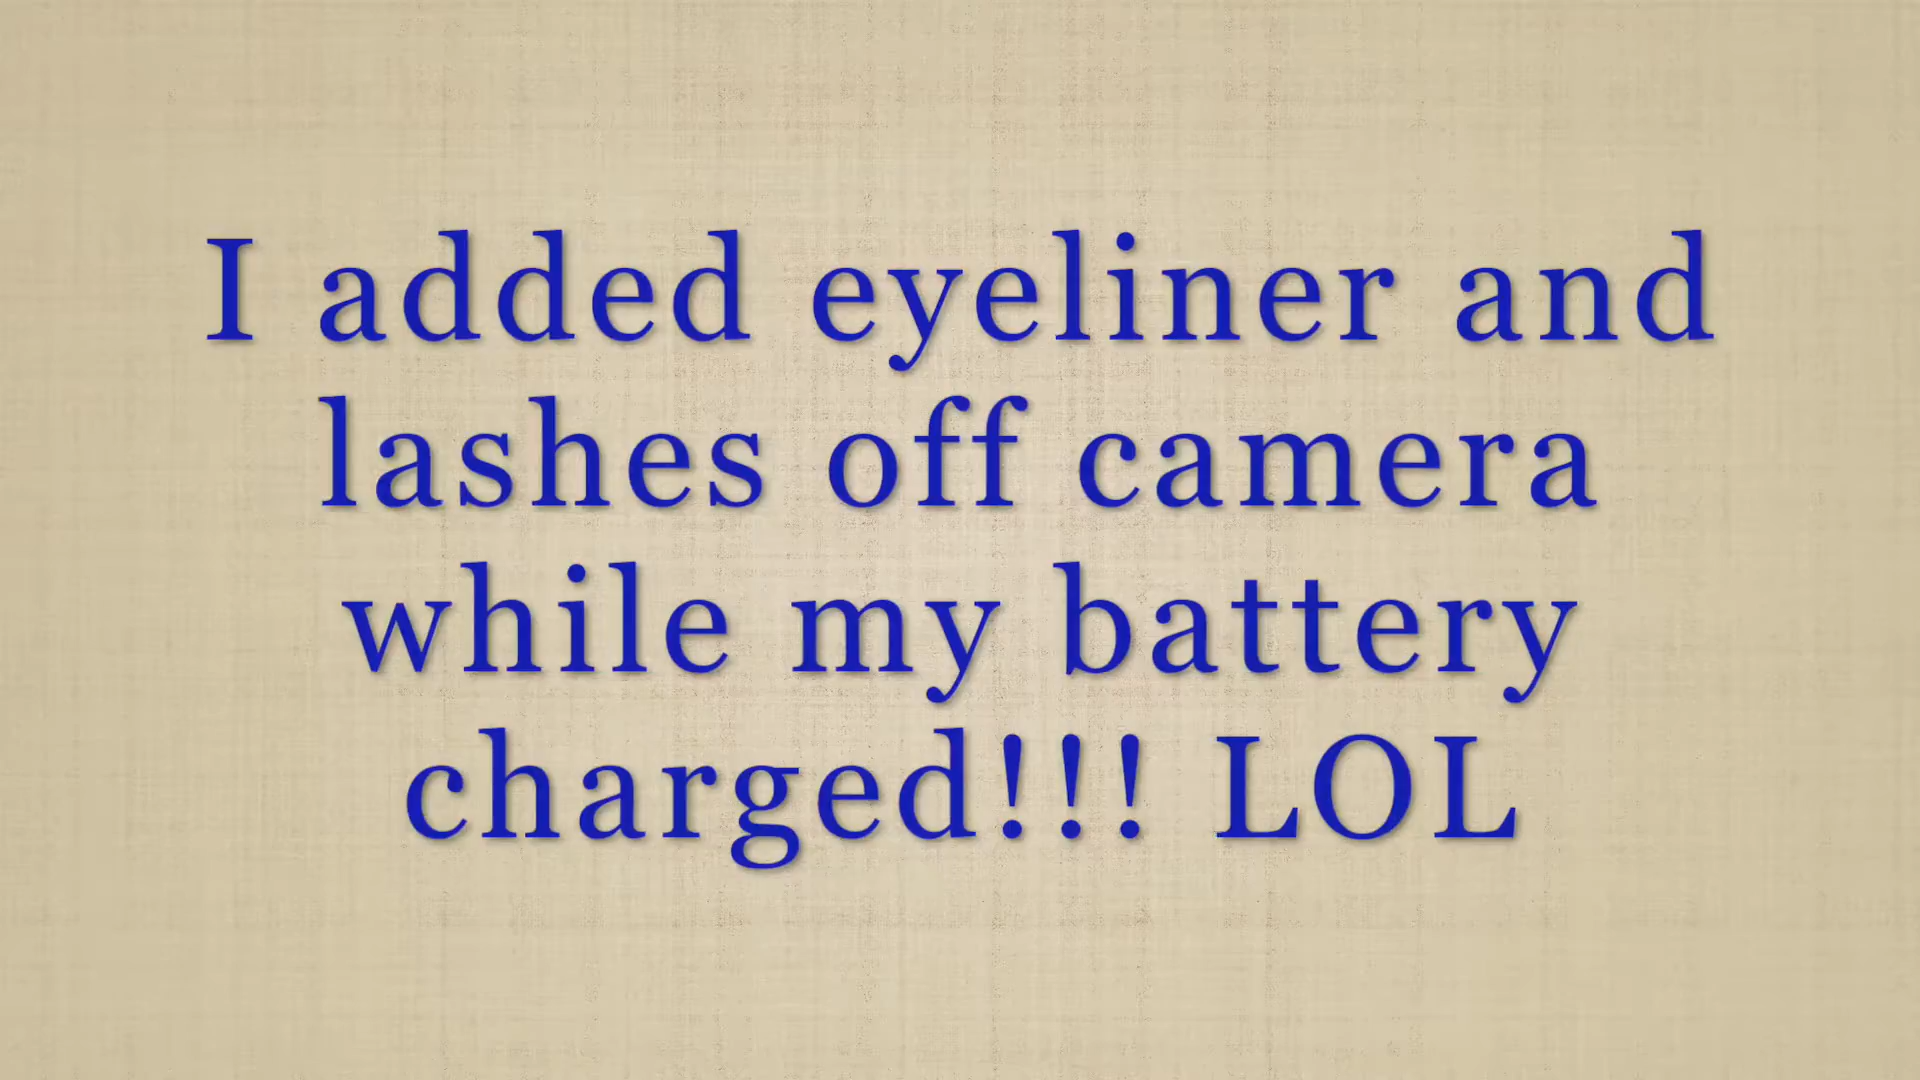 I added eyeliner and
lashes off camera
while my battery
charged!!! LOL